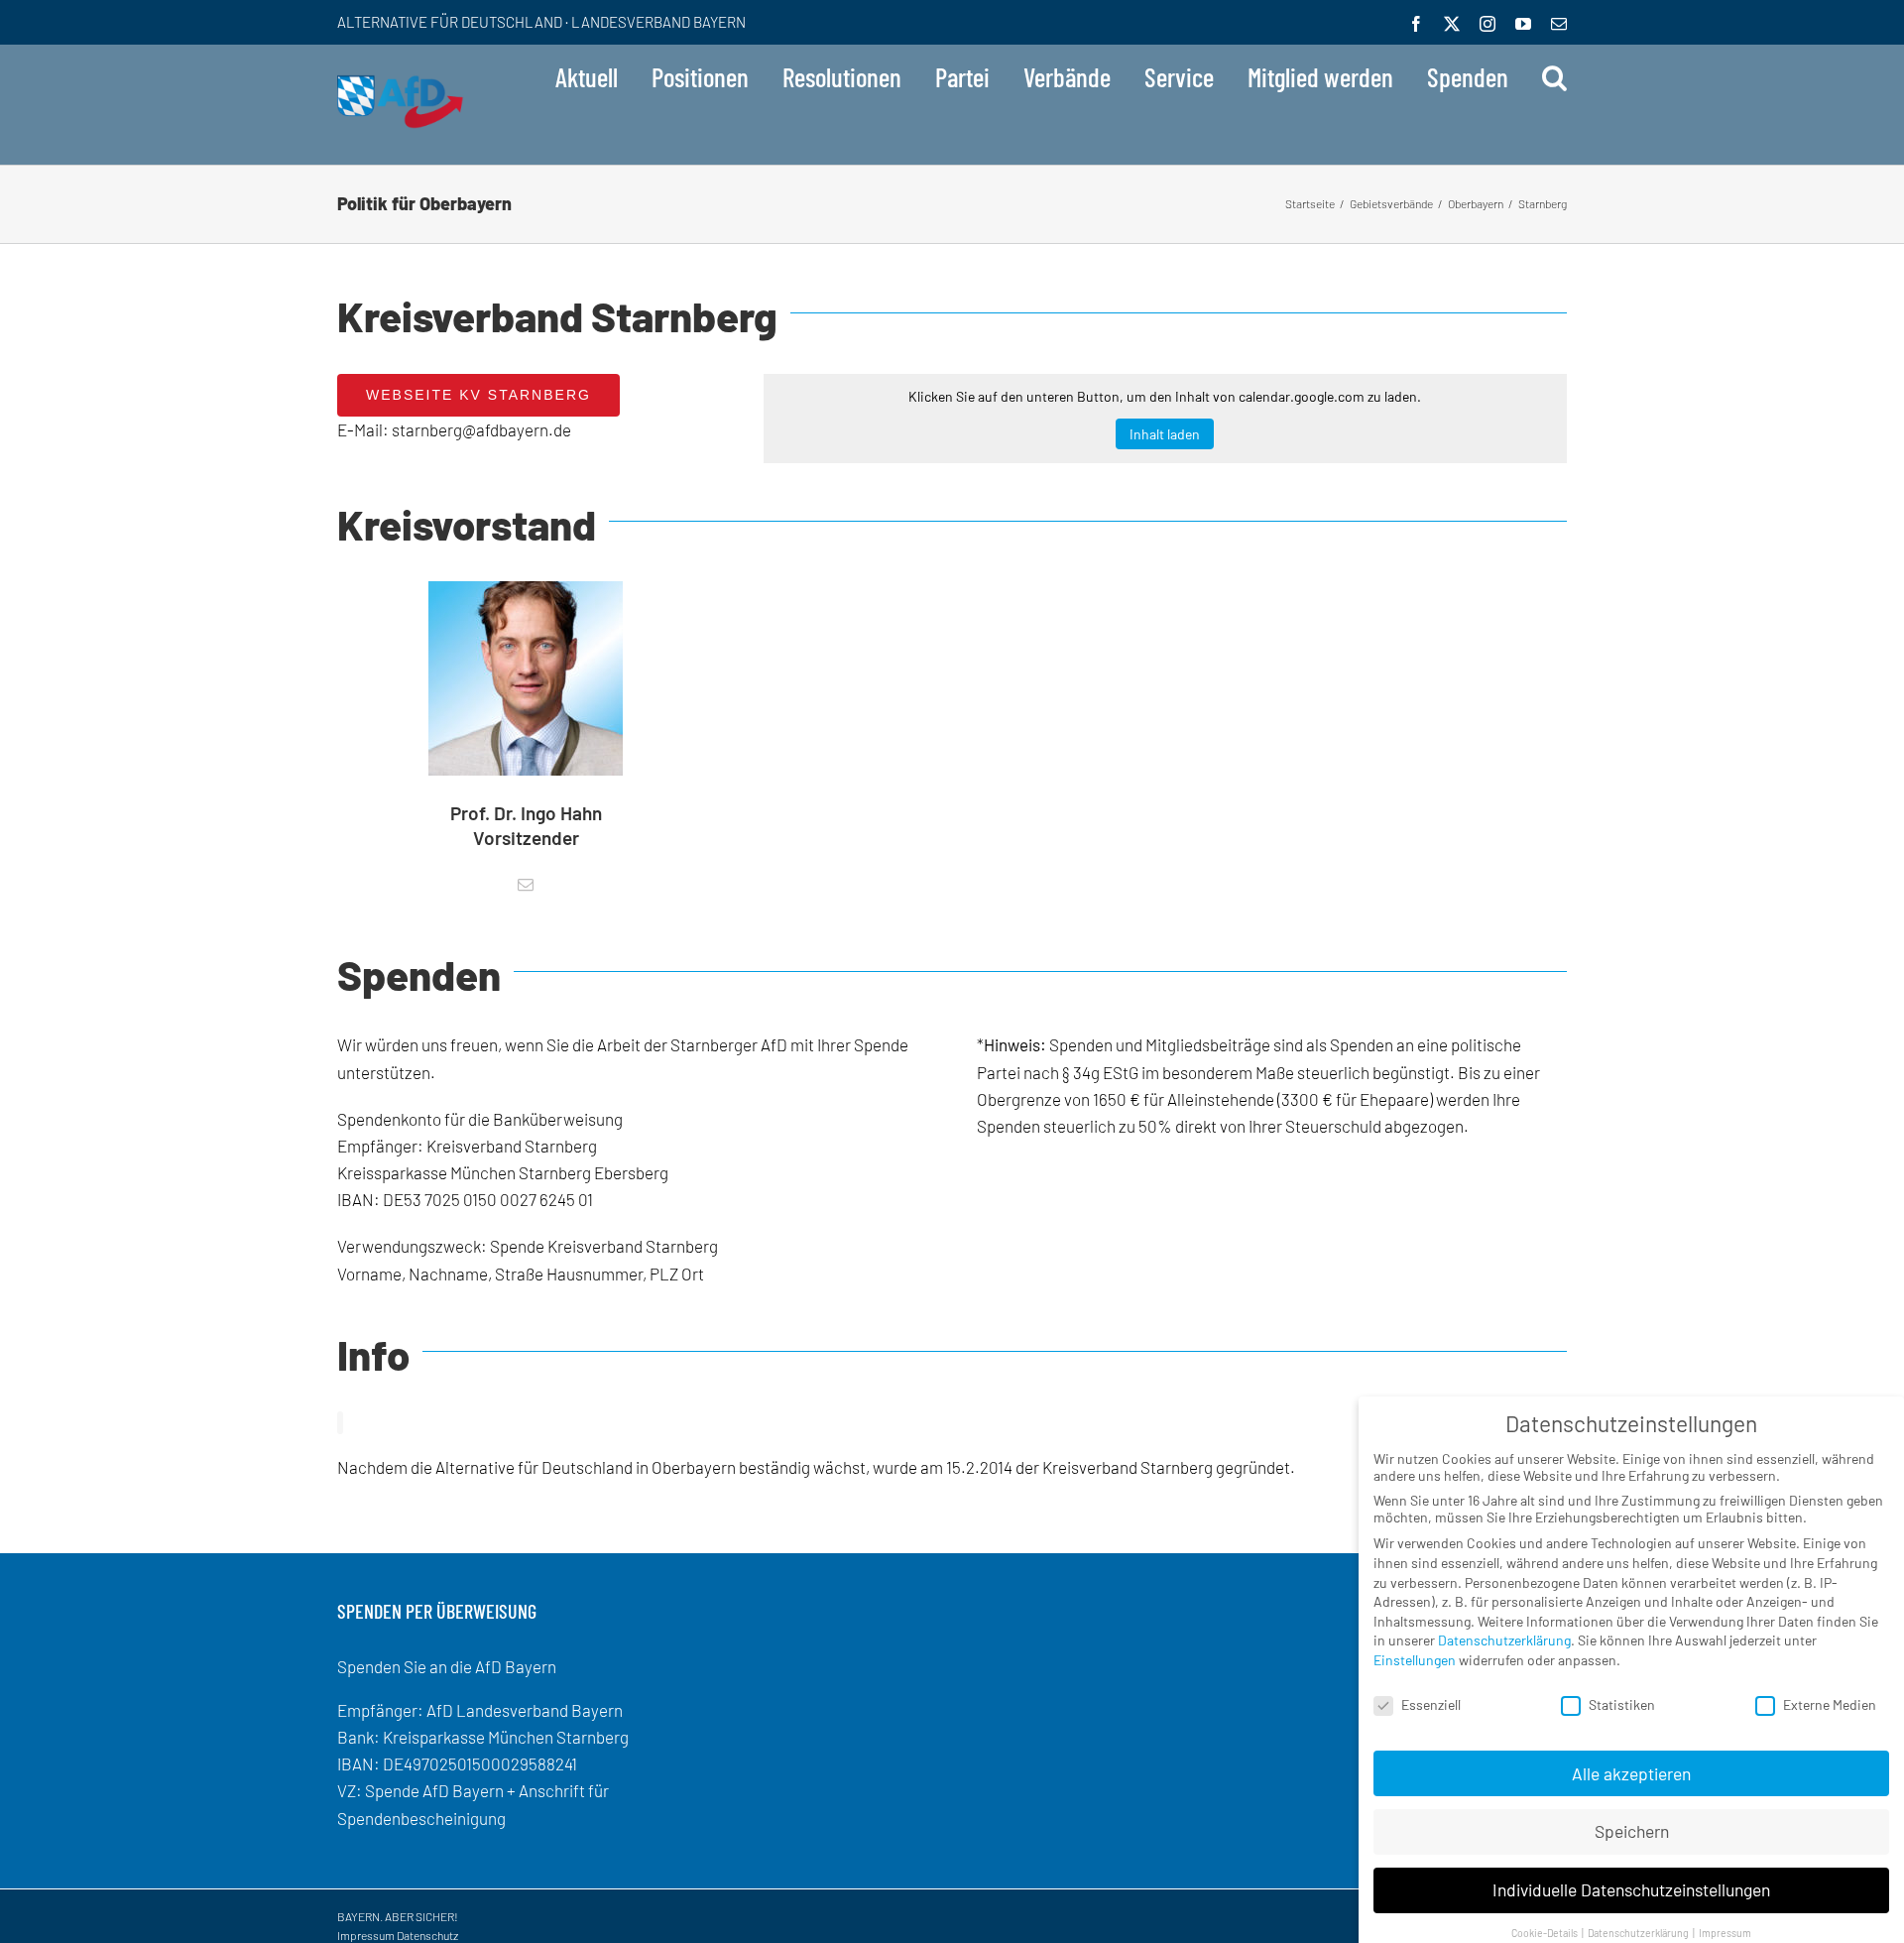 ALTERNATIVE FÜR DEUTSCHLAND · LANDESVERBAND BAYERN
AfD
Aktuell
Positionen
Resolutionen
Partei
Verbände
Service
Mitglied werden
Spenden
Politik für Oberbayern
Startseite / Gebietsverbände / Oberbayern / Starnberg
Kreisverband Starnberg
WEBSEITE KV STARNBERG
E-Mail: starnberg@afdbayern.de
Klicken Sie auf den unteren Button, um den Inhalt von calendar.google.com zu laden.
Inhalt laden
Kreisvorstand
Prof. Dr. Ingo Hahn
Vorsitzender
Spenden
Wir würden uns freuen, wenn Sie die Arbeit der Starnberger AfD mit Ihrer Spende
unterstützen.
Spendenkonto für die Banküberweisung
Empfänger: Kreisverband Starnberg
Kreissparkasse München Starnberg Ebersberg
IBAN: DE53 7025 0150 0027 6245 01
Verwendungszweck: Spende Kreisverband Starnberg
Vorname, Nachname, Straße Hausnummer, PLZ Ort
*Hinweis: Spenden und Mitgliedsbeiträge sind als Spenden an eine politische
Partei nach § 34g EStG im besonderem Maße steuerlich begünstigt. Bis zu einer
Obergrenze von 1650 € für Alleinstehende (3300 € für Ehepaare) werden Ihre
Spenden steuerlich zu 50% direkt von Ihrer Steuerschuld abgezogen.
Info
Nachdem die Alternative für Deutschland in Oberbayern beständig wächst, wurde am 15.2.2014 der Kreisverband Starnberg gegründet.
SPENDEN PER ÜBERWEISUNG
Spenden Sie an die AfD Bayern
Empfänger: AfD Landesverband Bayern
Bank: Kreisparkasse München Starnberg
IBAN: DE49702501500029588241
VZ: Spende AfD Bayern + Anschrift für
Spendenbescheinigung
BAYERN. ABER SICHER!
Impressum Datenschutz
Datenschutzeinstellungen
Wir nutzen Cookies auf unserer Website. Einige von ihnen sind essenziell, während
andere uns helfen, diese Website und Ihre Erfahrung zu verbessern.
Wenn Sie unter 16 Jahre alt sind und Ihre Zustimmung zu freiwilligen Diensten geben
möchten, müssen Sie Ihre Erziehungsberechtigten um Erlaubnis bitten.
Wir verwenden Cookies und andere Technologien auf unserer Website. Einige von
ihnen sind essenziell, während andere uns helfen, diese Website und Ihre Erfahrung
zu verbessern. Personenbezogene Daten können verarbeitet werden (z. B. IP-
Adressen), z. B. für personalisierte Anzeigen und Inhalte oder Anzeigen- und
Inhaltsmessung. Weitere Informationen über die Verwendung Ihrer Daten finden Sie
in unserer Datenschutzerklärung. Sie können Ihre Auswahl jederzeit unter
Einstellungen widerrufen oder anpassen.
Essenziell
Statistiken
Externe Medien
Alle akzeptieren
Speichern
Individuelle Datenschutzeinstellungen
Cookie-Details | Datenschutzerklärung | Impressum